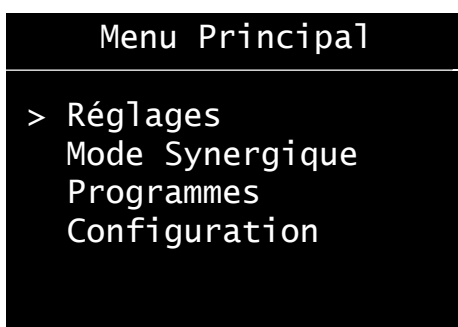 Menu Principal
> Réglages
Mode Synergique
Programmes
Configuration